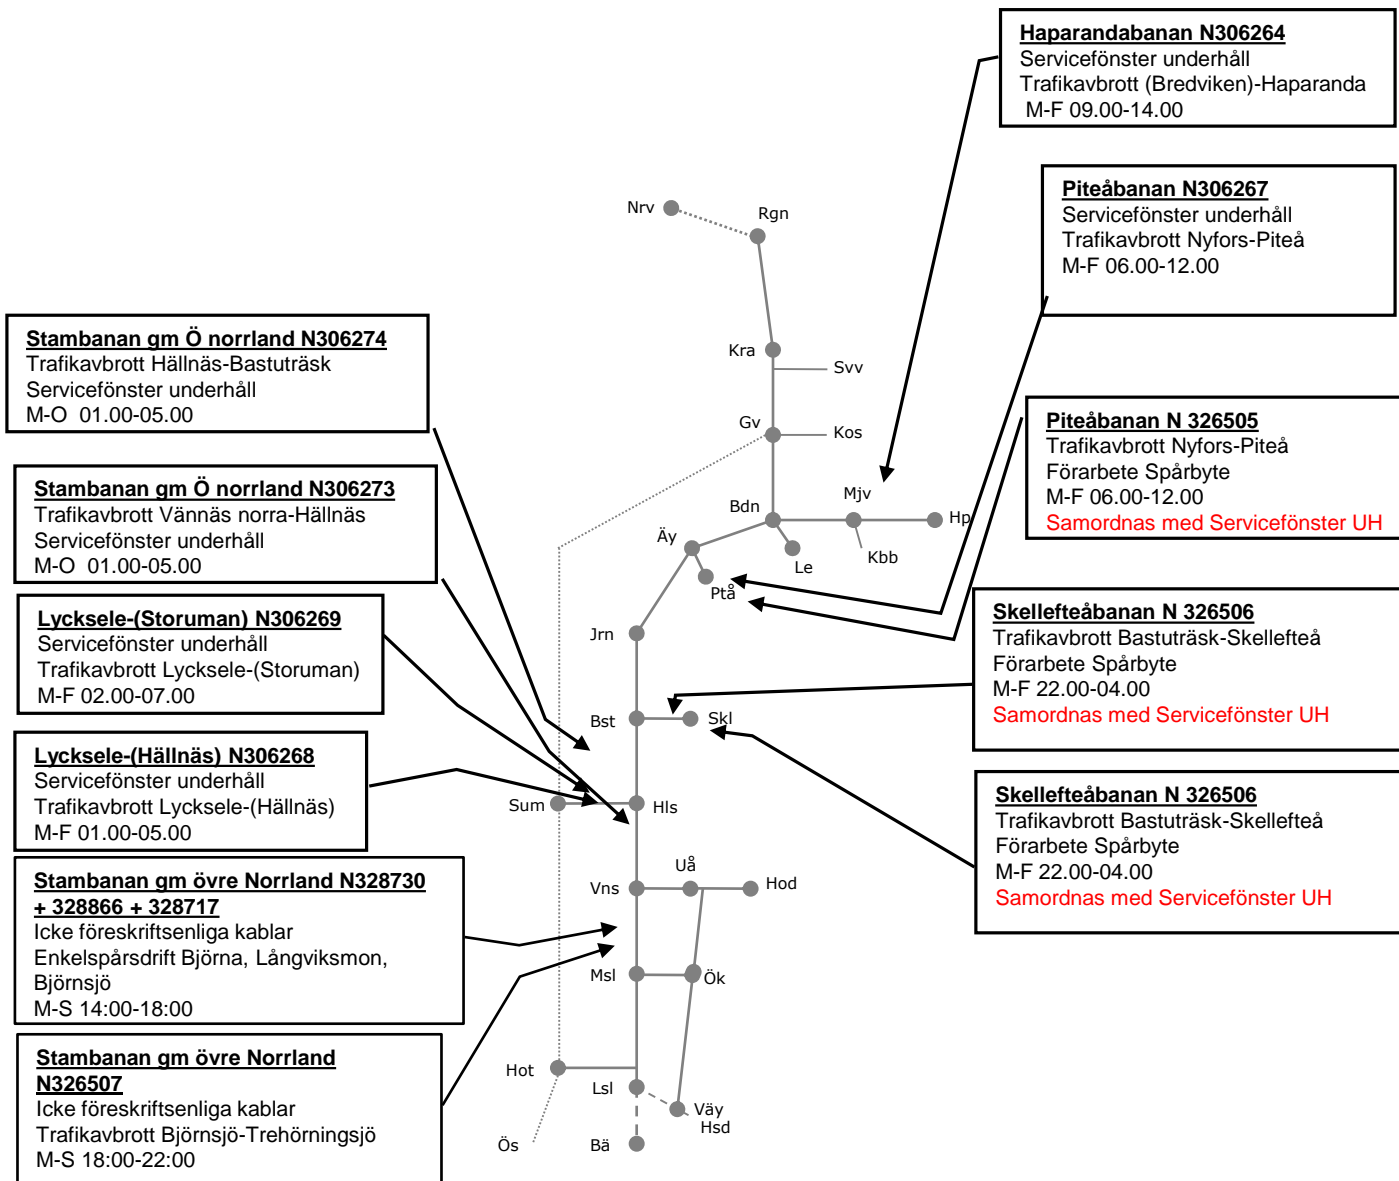 Haparandabanan N306264
Servicefönster underhåll
Trafikavbrott (Bredviken)-Haparanda
M-F 09.00-14.00
Piteåbanan N306267
Servicefönster underhåll
Trafikavbrott Nyfors-Piteå
M-F 06.00-12.00
Piteåbanan N 326505
Trafikavbrott Nyfors-Piteå
Förarbete Spårbyte
M-F 06.00-12.00
Samordnas med Servicefönster UH
Skellefteåbanan N 326506
Trafikavbrott Bastuträsk-Skellefteå
Förarbete Spårbyte
M-F 22.00-04.00
Samordnas med Servicefönster UH
Skellefteåbanan N 326506
Trafikavbrott Bastuträsk-Skellefteå
Förarbete Spårbyte
M-F 22.00-04.00
Samordnas med Servicefönster UH
Stambanan gm Ö norrland N306274
Trafikavbrott Hällnäs-Bastuträsk
Servicefönster underhåll
M-O 01.00-05.00
Stambanan gm Ö norrland N306273
Trafikavbrott Vännäs norra-Hällnäs
Servicefönster underhåll
M-O 01.00-05.00
Lycksele-(Storuman) N306269
Servicefönster underhåll
Trafikavbrott Lycksele-(Storuman)
M-F 02.00-07.00
Lycksele-(Hällnäs) N306268
Servicefönster underhåll
Trafikavbrott Lycksele-(Hällnäs)
M-F 01.00-05.00
Stambanan gm övre Norrland N328730
+ 328866 + 328717
Icke föreskriftsenliga kablar
Enkelspårsdrift Björna, Långviksmon,
Björnsjö
M-S 14:00-18:00
Stambanan gm övre Norrland
N326507
Icke föreskriftsenliga kablar
Trafikavbrott Björnsjö-Trehörningsjö
M-S 18:00-22:00
Nrv
Rgn
Kra
Svv
Gv
Kos
Mjv
Bdn
Hp
Äy
Le
Kbb
Ptå
Jrn
Bst
Skl
Sum
Hls
Uå
Vns
Hod
Msl
Ök
Hot
Lsl
Väy
Hsd
Ös
Bä